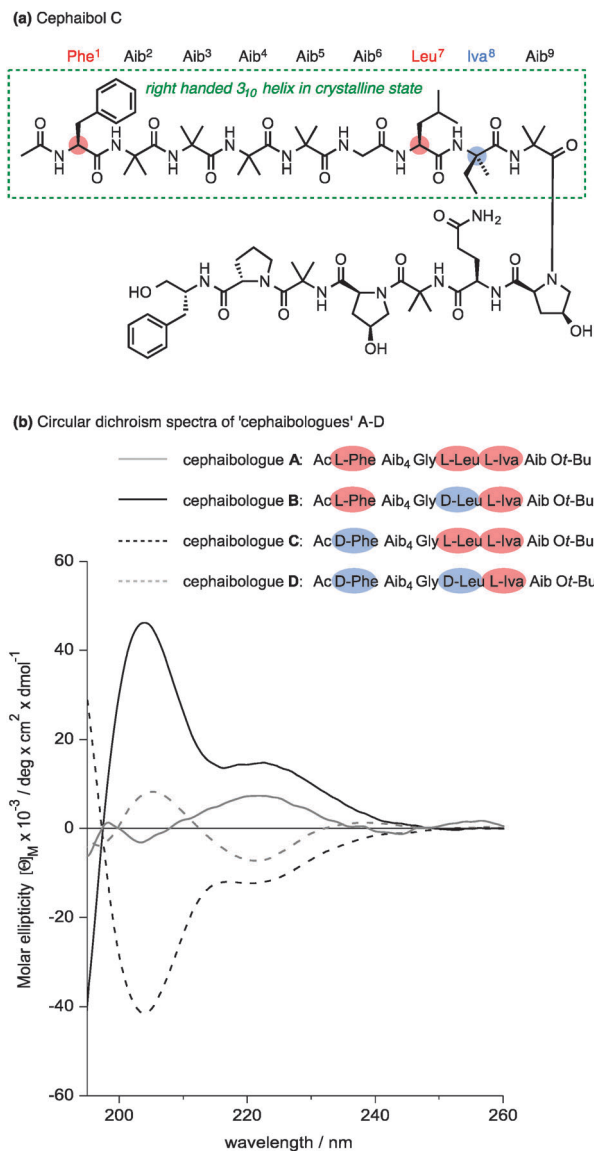 (a) Cephaibol C
Phe¹ Aib² Aib³ Aib⁴ Aib⁵ Aib⁶ Leu⁷ Iva⁸ Aib⁹
right handed 3₁₀ helix in crystalline state
O H N O H N O H N O H N O
N H O N H O N H O N H O N H O
O NH₂
HO H N O N O N H O N O N H O N H O N
O O OH O OH
(b) Circular dichroism spectra of 'cephaibologues' A-D
cephaibologue A: Ac L-Phe Aib₄ Gly L-Leu L-Iva Aib Ot-Bu
cephaibologue B: Ac L-Phe Aib₄ Gly D-Leu L-Iva Aib Ot-Bu
cephaibologue C: Ac D-Phe Aib₄ Gly L-Leu L-Iva Aib Ot-Bu
cephaibologue D: Ac D-Phe Aib₄ Gly D-Leu L-Iva Aib Ot-Bu
Molar ellipticity [Θ]M x 10⁻³ / deg x cm² x dmol⁻¹
60
40
20
0
-20
-40
-60
200 220 240 260
wavelength / nm